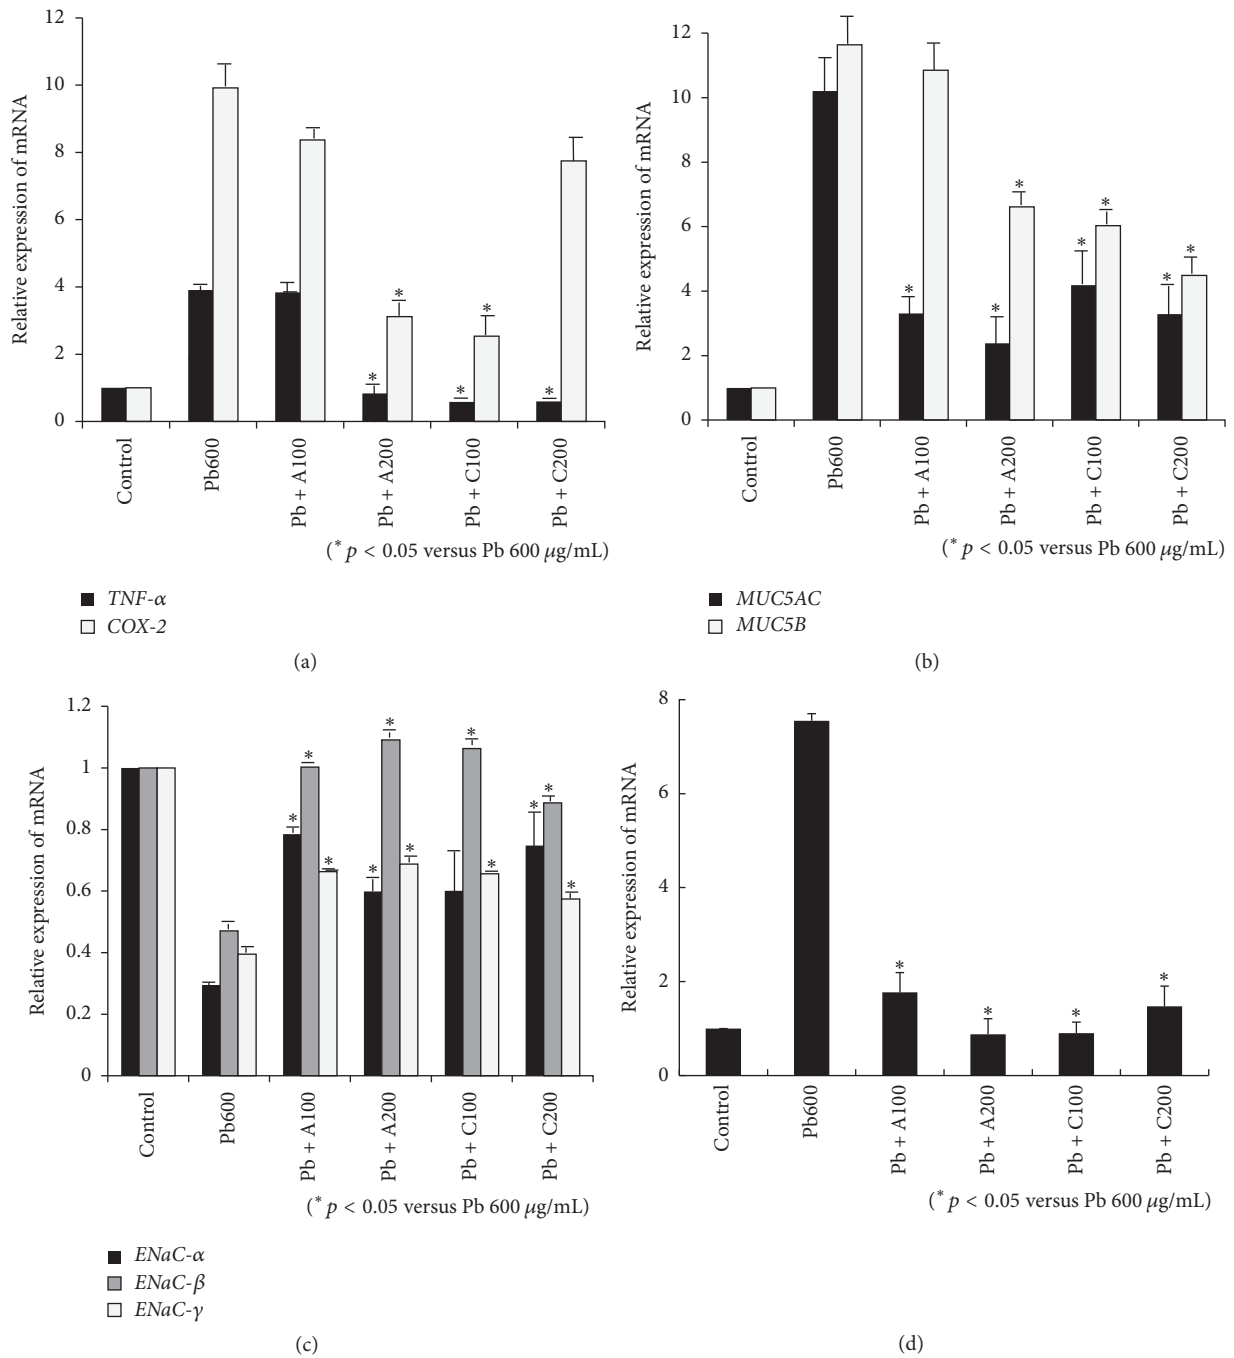 12
10
8
6
4
2
0
Relative expression of mRNA
Control
Pb600
Pb + A100
Pb + A200
Pb + C100
Pb + C200
* * * * *
(* p < 0.05 versus Pb 600 μg/mL)
TNF-α
COX-2
(a)
12
10
8
6
4
2
0
Relative expression of mRNA
Control
Pb600
Pb + A100
Pb + A200
Pb + C100
Pb + C200
* * * * * * *
(* p < 0.05 versus Pb 600 μg/mL)
MUC5AC
MUC5B
(b)
1.2
1
0.8
0.6
0.4
0.2
0
Relative expression of mRNA
Control
Pb600
Pb + A100
Pb + A200
Pb + C100
Pb + C200
* * * * * * * * * * *
(* p < 0.05 versus Pb 600 μg/mL)
ENaC-α
ENaC-β
ENaC-γ
(c)
8
6
4
2
0
Relative expression of mRNA
Control
Pb600
Pb + A100
Pb + A200
Pb + C100
Pb + C200
* * * *
(* p < 0.05 versus Pb 600 μg/mL)
(d)